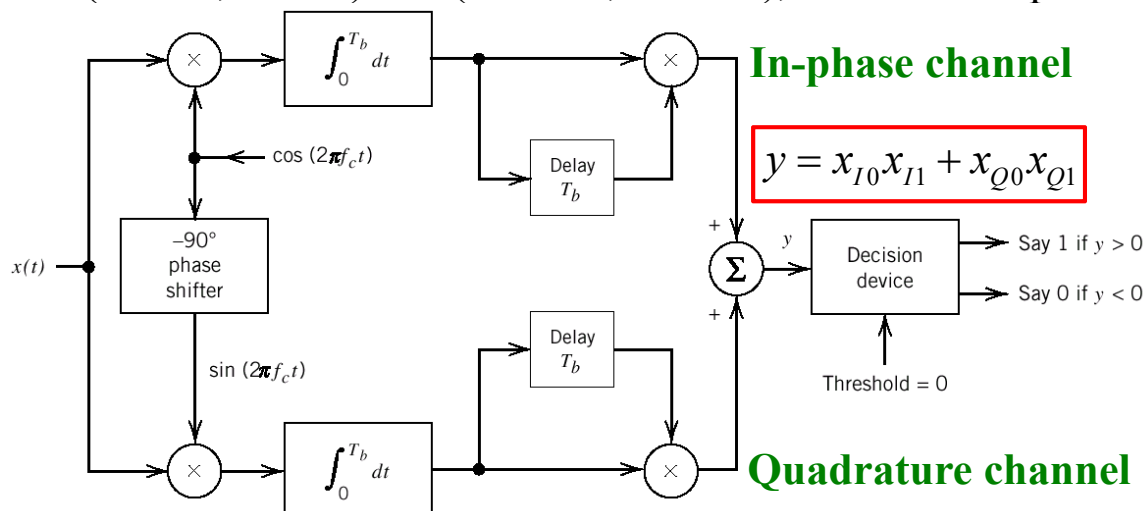 In-phase channel
×
∫₀^{T_b} dt
×
cos (2πf_c t)
Delay
T_b
y = x_{I0}x_{I1} + x_{Q0}x_{Q1}
−90°
phase
shifter
x(t)
+
Σ
+
y
Decision
device
Say 1 if y > 0
Say 0 if y < 0
Threshold = 0
sin (2πf_c t)
Delay
T_b
×
∫₀^{T_b} dt
×
Quadrature channel